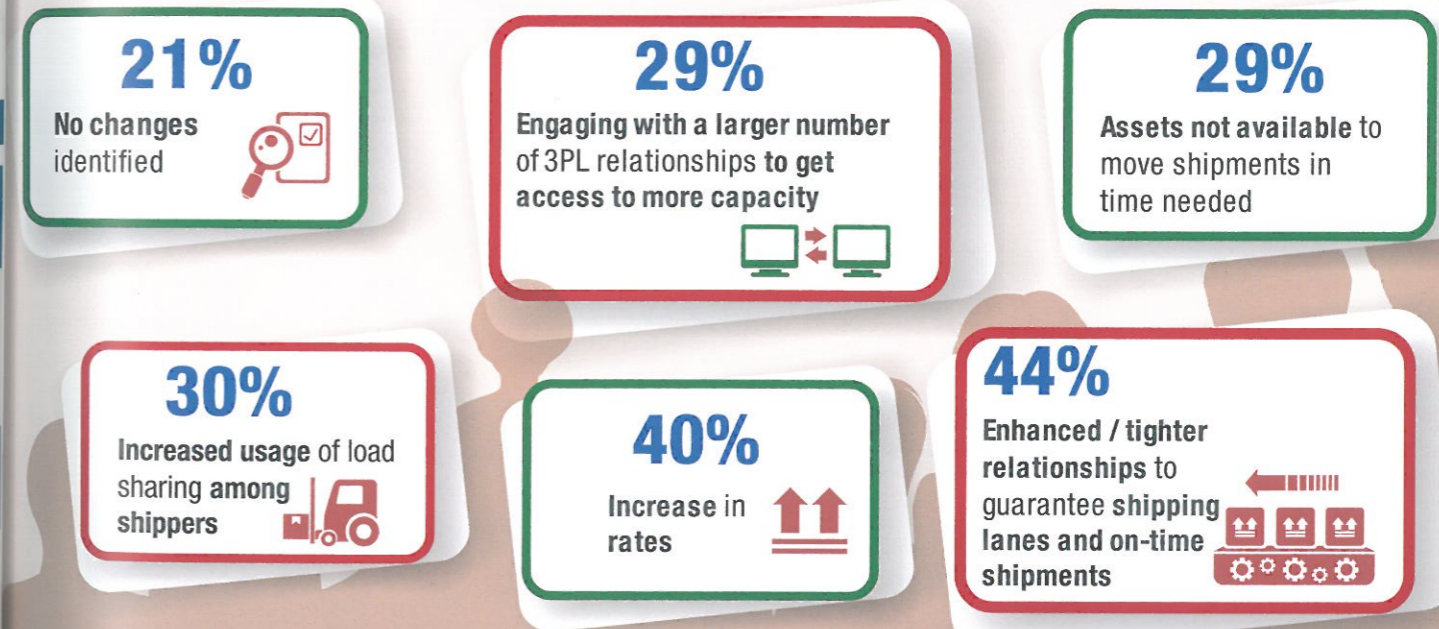 21%
No changes
identified
29%
Engaging with a larger number
of 3PL relationships to get
access to more capacity
29%
Assets not available to
move shipments in
time needed
30%
Increased usage of load
sharing among
shippers
40%
Increase in
rates
44%
Enhanced / tighter
relationships to
guarantee shipping
lanes and on-time
shipments